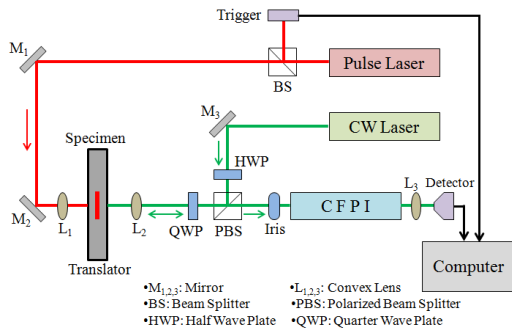 Trigger
M1
BS
Pulse Laser
M3
CW Laser
Specimen
HWP
M2
L1
L2
QWP
PBS
Iris
C F P I
L3
Detector
Translator
Computer
•M1,2,3: Mirror
•L1,2,3: Convex Lens
•BS: Beam Splitter
•PBS: Polarized Beam Splitter
•HWP: Half Wave Plate
•QWP: Quarter Wave Plate